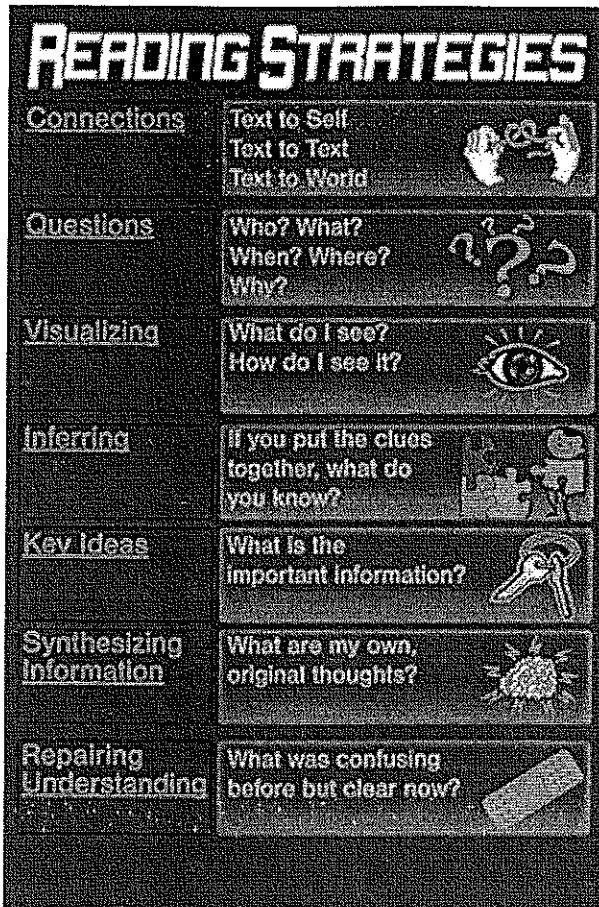 READING STRATEGIES
Connections
Text to Self
Text to Text
Text to World
Questions
Who? What?
When? Where?
Why?
Visualizing
What do I see?
How do I see it?
Inferring
If you put the clues
together, what do
you know?
Key Ideas
What is the
important information?
Synthesizing
Information
What are my own,
original thoughts?
Repairing
Understanding
What was confusing
before but clear now?